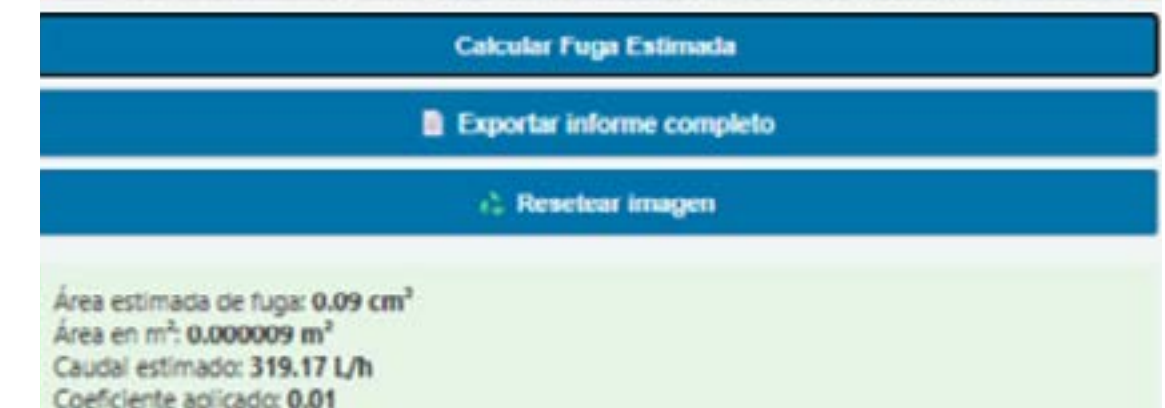 Calcular Fuga Estimada
Exportar informe completo
Resetear imagen
Área estimada de fuga: 0.09 cm²
Área en m²: 0.000009 m²
Caudal estimado: 319.17 L/h
Coeficiente aplicado: 0.01